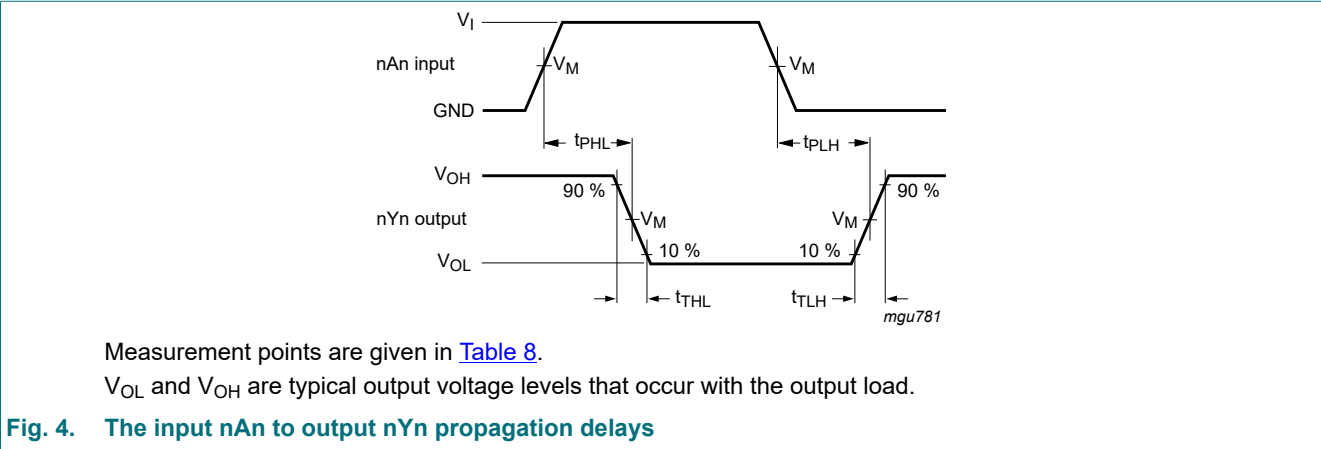 VI
nAn input
VM
VM
GND
tPHL
tPLH
VOH
90 %
90 %
nYn output
VM
VM
10 %
10 %
VOL
tTHL
tTLH
mgu781
Measurement points are given in Table 8.
VOL and VOH are typical output voltage levels that occur with the output load.
Fig. 4. The input nAn to output nYn propagation delays